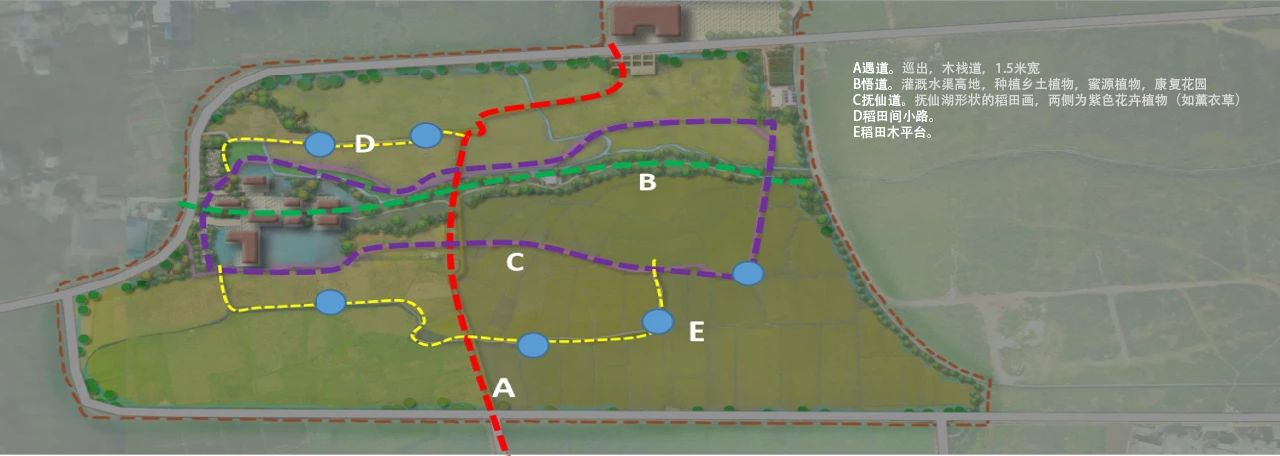 A遇道。巡出，木栈道，1.5米宽
B悟道。灌溉水渠高地，种植乡土植物，蜜源植物，康复花园
C抚仙道。抚仙湖形状的稻田画，两侧为紫色花卉植物（如薰衣草）
D稻田间小路。
E稻田木平台。
D
B
C
E
A